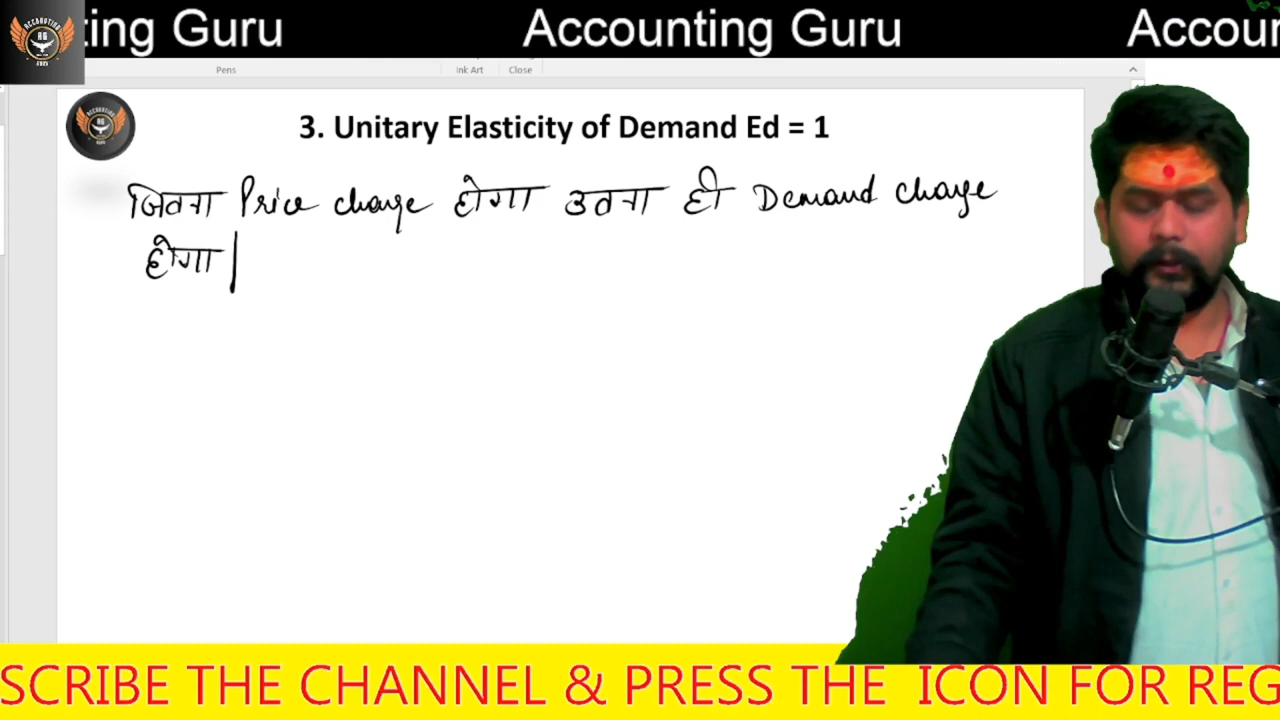 ting Guru Accounting Guru Accoun
Pens Ink Art Close
3. Unitary Elasticity of Demand Ed = 1
जितना Price change होगा उतना ही Demand change
होगा|
SCRIBE THE CHANNEL & PRESS THE ICON FOR REG